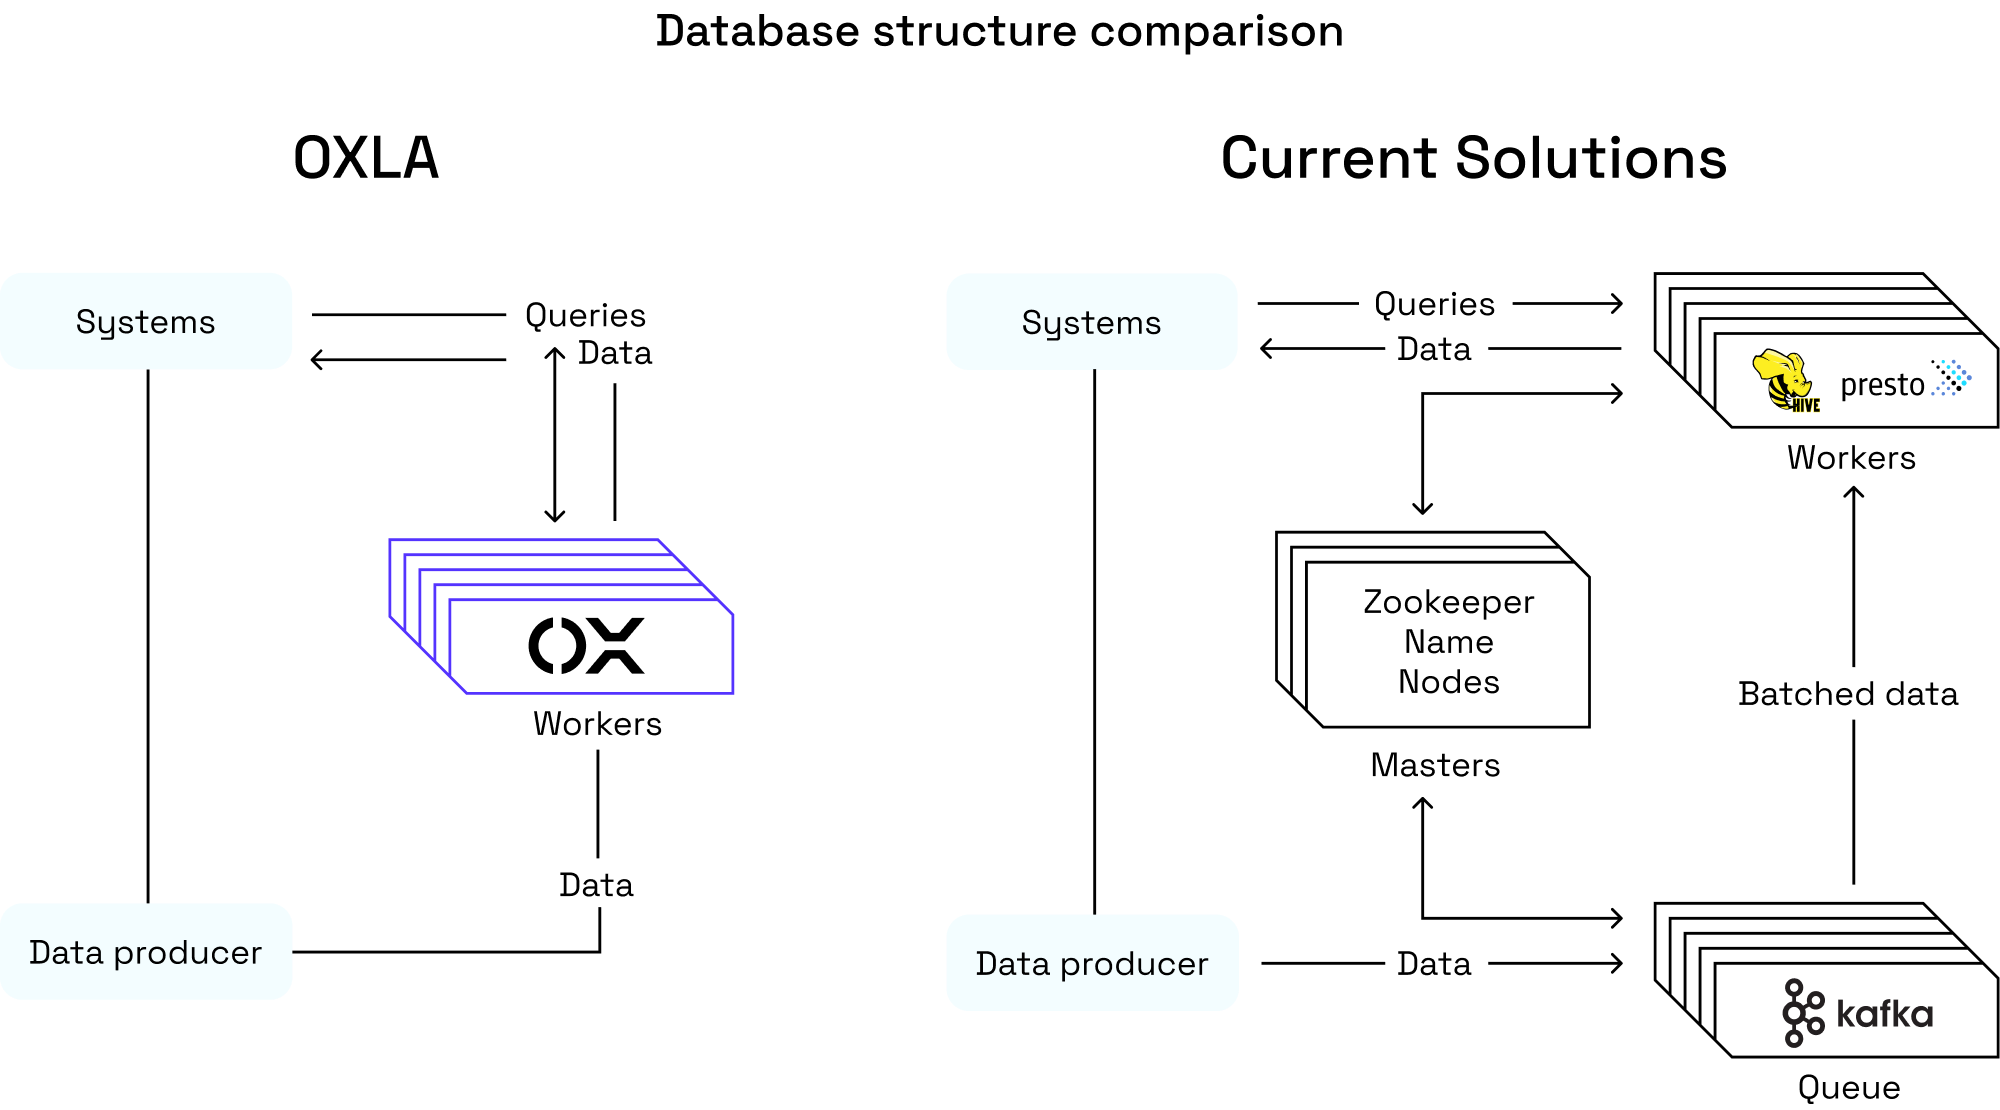 Database structure comparison
OXLA
Systems
Queries
Data
OX
Workers
Data
Data producer
Current Solutions
Systems
Queries
Data
HIVE
presto
Workers
Zookeeper
Name
Nodes
Masters
Batched data
Data producer
Data
kafka
Queue